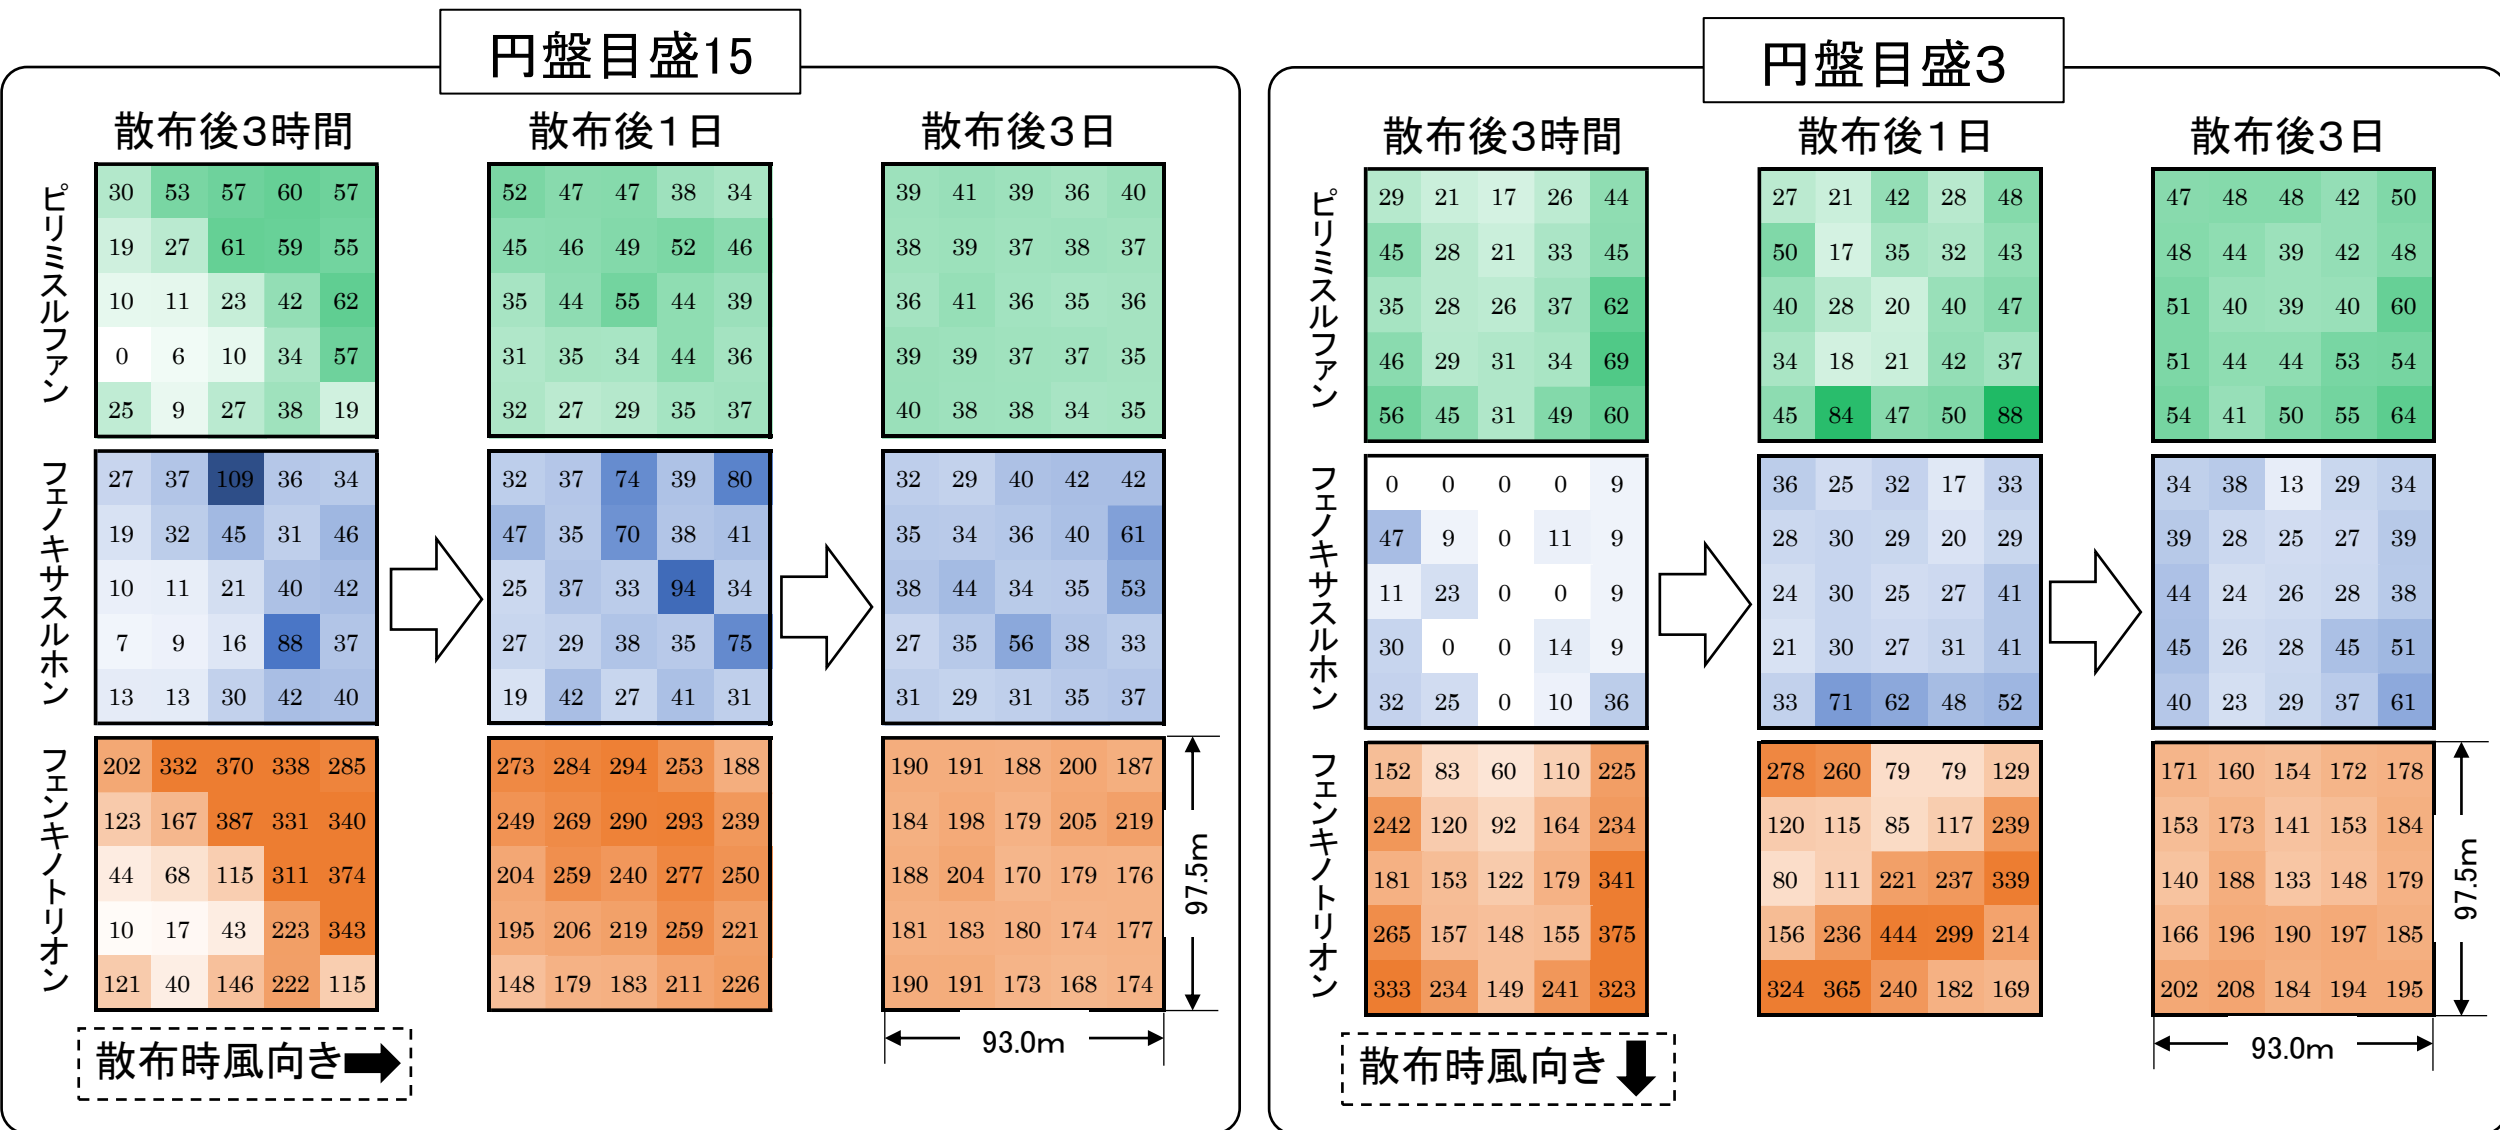 円盤目盛15
散布後3時間 散布後1日 散布後3日
ピリミスルファン
30 53 57 60 57
19 27 61 59 55
10 11 23 42 62
0 6 10 34 57
25 9 27 38 19
52 47 47 38 34
45 46 49 52 46
35 44 55 44 39
31 35 34 44 36
32 27 29 35 37
39 41 39 36 40
38 39 37 38 37
36 41 36 35 36
39 39 37 37 35
40 38 38 34 35
フェノキサスルホン
27 37 109 36 34
19 32 45 31 46
10 11 21 40 42
7 9 16 88 37
13 13 30 42 40
32 37 74 39 80
47 35 70 38 41
25 37 33 94 34
27 29 38 35 75
19 42 27 41 31
32 29 40 42 42
35 34 36 40 61
38 44 34 35 53
27 35 56 38 33
31 29 31 35 37
フェンキノトリオン
202 332 370 338 285
123 167 387 331 340
44 68 115 311 374
10 17 43 223 343
121 40 146 222 115
273 284 294 253 188
249 269 290 293 239
204 259 240 277 250
195 206 219 259 221
148 179 183 211 226
190 191 188 200 187
184 198 179 205 219
188 204 170 179 176
181 183 180 174 177
190 191 173 168 174
97.5m
93.0m
散布時風向き
円盤目盛3
散布後3時間 散布後1日 散布後3日
ピリミスルファン
29 21 17 26 44
45 28 21 33 45
35 28 26 37 62
46 29 31 34 69
56 45 31 49 60
27 21 42 28 48
50 17 35 32 43
40 28 20 40 47
34 18 21 42 37
45 84 47 50 88
47 48 48 42 50
48 44 39 42 48
51 40 39 40 60
51 44 44 53 54
54 41 50 55 64
フェノキサスルホン
0 0 0 0 9
47 9 0 11 9
11 23 0 0 9
30 0 0 14 9
32 25 0 10 36
36 25 32 17 33
28 30 29 20 29
24 30 25 27 41
21 30 27 31 41
33 71 62 48 52
34 38 13 29 34
39 28 25 27 39
44 24 26 28 38
45 26 28 45 51
40 23 29 37 61
フェンキノトリオン
152 83 60 110 225
242 120 92 164 234
181 153 122 179 341
265 157 148 155 375
333 234 149 241 323
278 260 79 79 129
120 115 85 117 239
80 111 221 237 339
156 236 444 299 214
324 365 240 182 169
171 160 154 172 178
153 173 141 153 184
140 188 133 148 179
166 196 190 197 185
202 208 184 194 195
97.5m
93.0m
散布時風向き